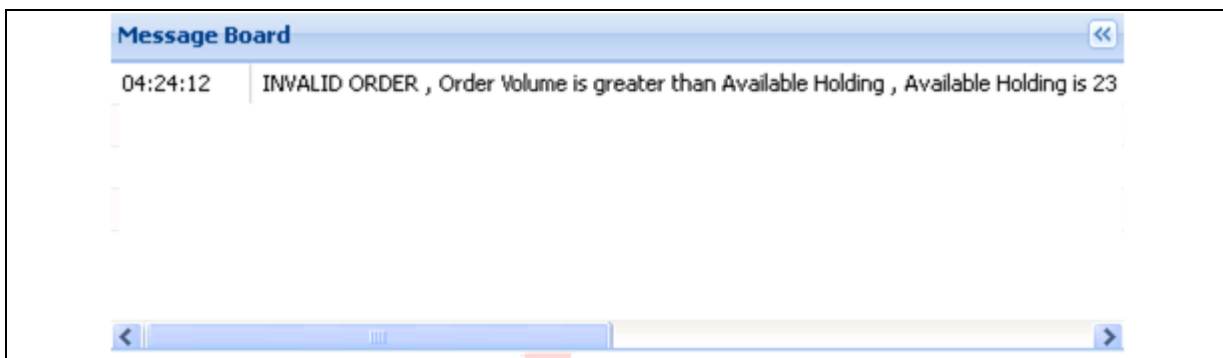 Message Board
04:24:12 INVALID ORDER , Order Volume is greater than Available Holding , Available Holding is 23